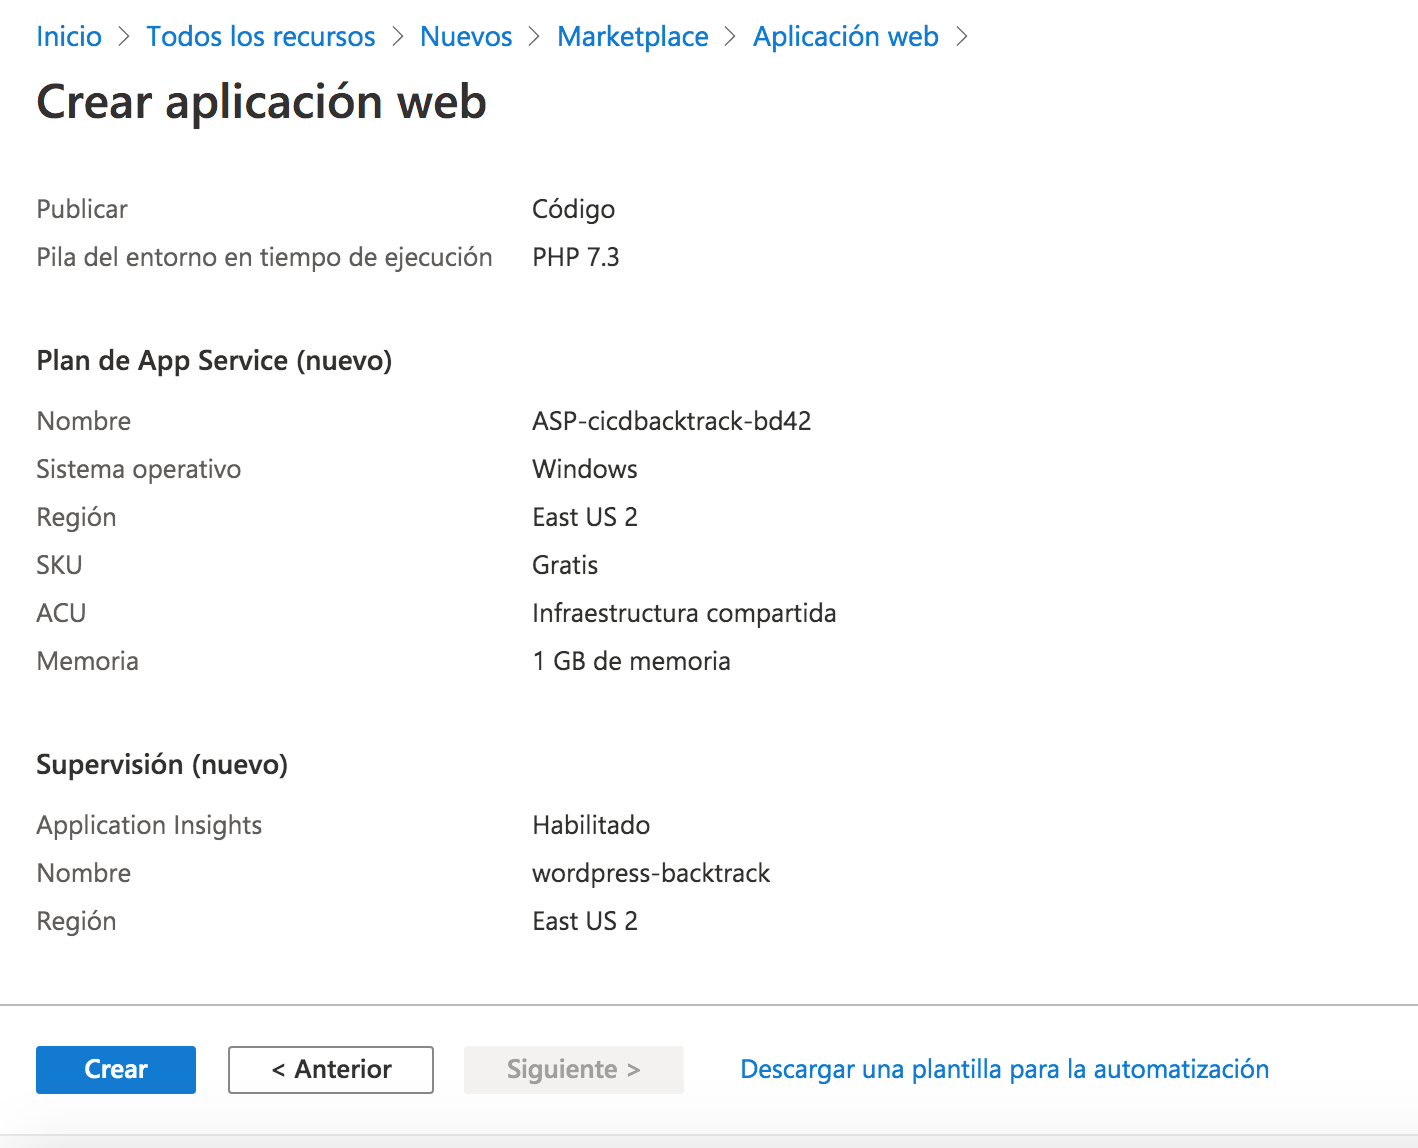 Inicio > Todos los recursos > Nuevos > Marketplace > Aplicación web >
Crear aplicación web
Publicar Código
Pila del entorno en tiempo de ejecución PHP 7.3
Plan de App Service (nuevo)
Nombre ASP-cicdbacktrack-bd42
Sistema operativo Windows
Región East US 2
SKU Gratis
ACU Infraestructura compartida
Memoria 1 GB de memoria
Supervisión (nuevo)
Application Insights Habilitado
Nombre wordpress-backtrack
Región East US 2
Crear < Anterior Siguiente > Descargar una plantilla para la automatización